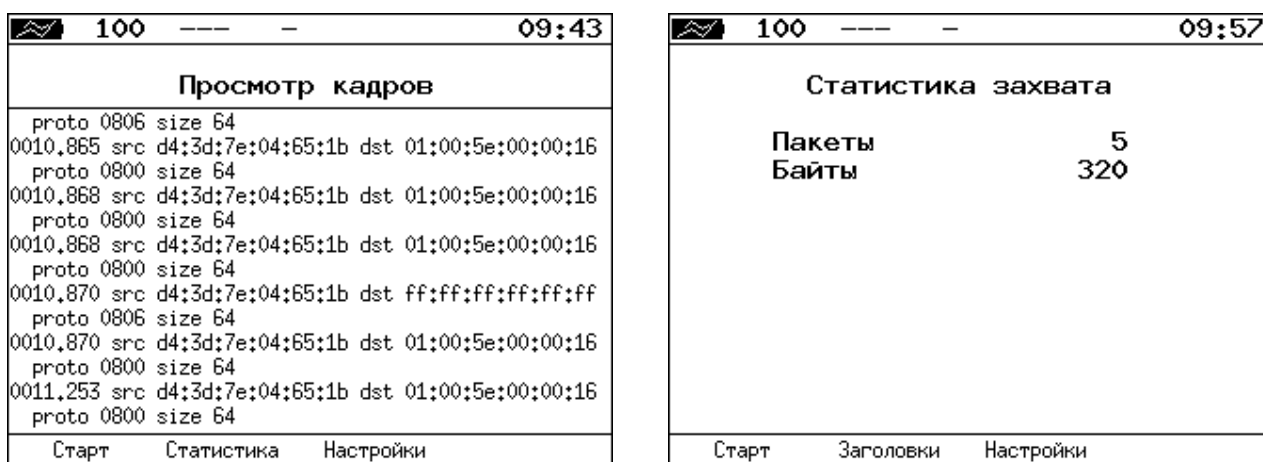 100 --- – 09:43
Просмотр кадров
proto 0806 size 64
0010.865 src d4:3d:7e:04:65:1b dst 01:00:5e:00:00:16
proto 0800 size 64
0010.868 src d4:3d:7e:04:65:1b dst 01:00:5e:00:00:16
proto 0800 size 64
0010.868 src d4:3d:7e:04:65:1b dst 01:00:5e:00:00:16
proto 0800 size 64
0010.870 src d4:3d:7e:04:65:1b dst ff:ff:ff:ff:ff:ff
proto 0806 size 64
0010.870 src d4:3d:7e:04:65:1b dst 01:00:5e:00:00:16
proto 0800 size 64
0011.253 src d4:3d:7e:04:65:1b dst 01:00:5e:00:00:16
proto 0800 size 64
Старт Статистика Настройки
100 --- – 09:57
Статистика захвата
Пакеты 5
Байты 320
Старт Заголовки Настройки